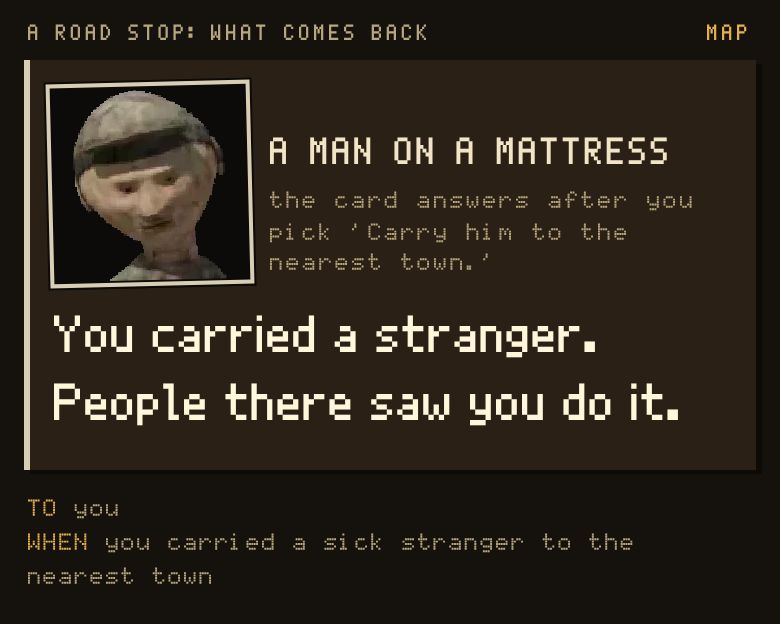 A ROAD STOP: WHAT COMES BACK
MAP
A MAN ON A MATTRESS
the card answers after you
pick 'Carry him to the
nearest town.'
You carried a stranger.
People there saw you do it.
TO you
WHEN you carried a sick stranger to the
nearest town